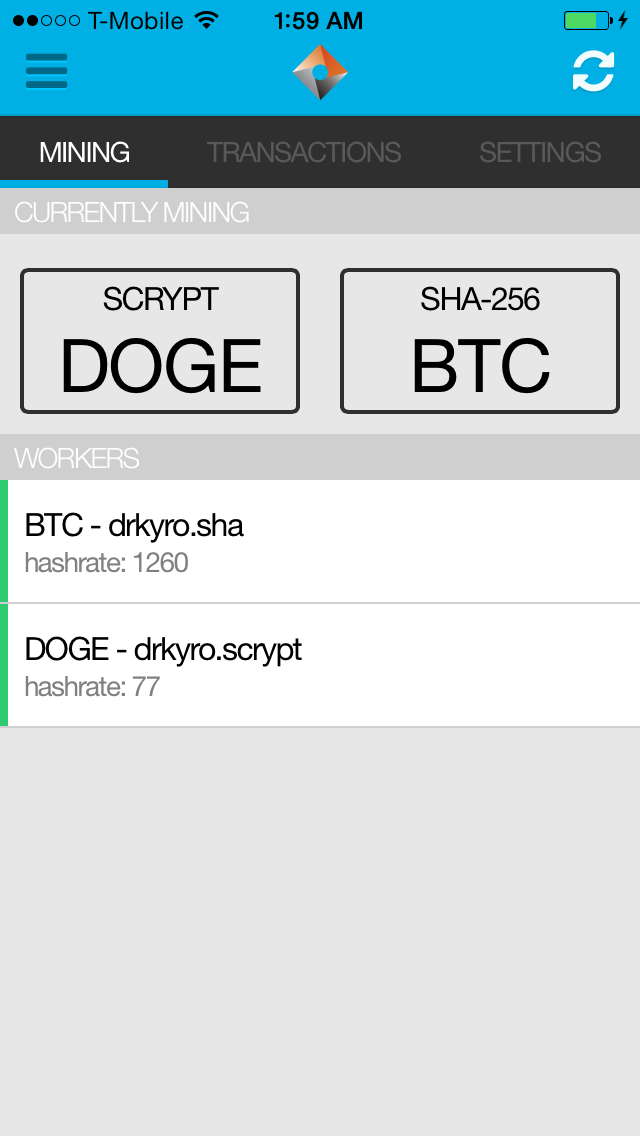 T-Mobile 1:59 AM
MINING TRANSACTIONS SETTINGS
CURRENTLY MINING
SCRYPT
DOGE
SHA-256
BTC
WORKERS
BTC - drkyro.sha
hashrate: 1260
DOGE - drkyro.scrypt
hashrate: 77